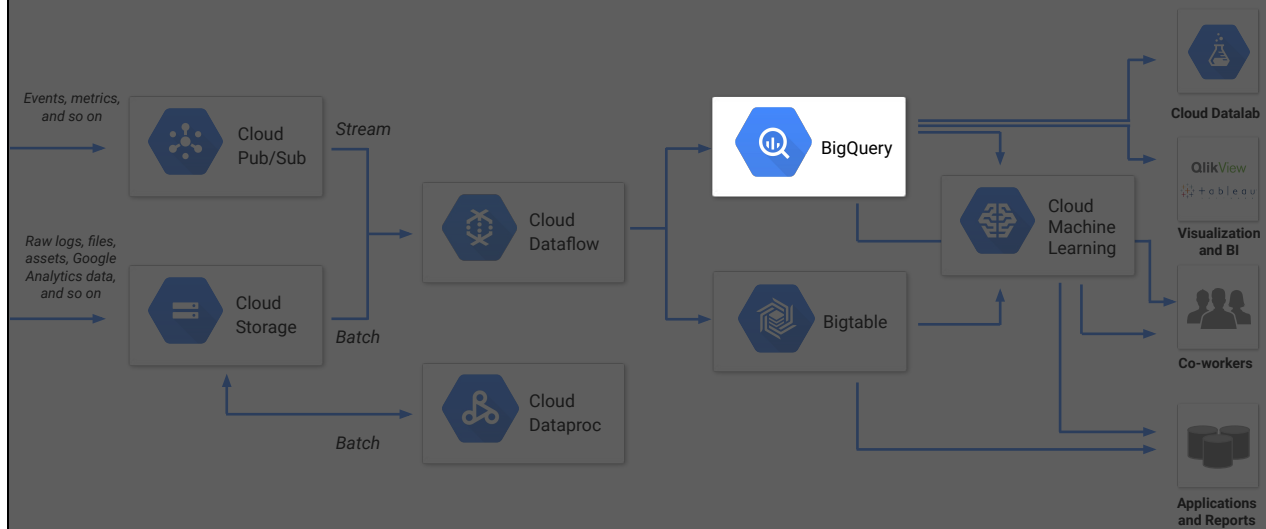 Events, metrics,
and so on
Cloud
Pub/Sub
Stream
Raw logs, files,
assets, Google
Analytics data,
and so on
Cloud
Storage
Batch
Cloud
Dataflow
Cloud
Dataproc
Batch
BigQuery
Bigtable
Cloud
Machine
Learning
Cloud Datalab
QlikView
+ a b l e a u
Visualization
and BI
Co-workers
Applications
and Reports